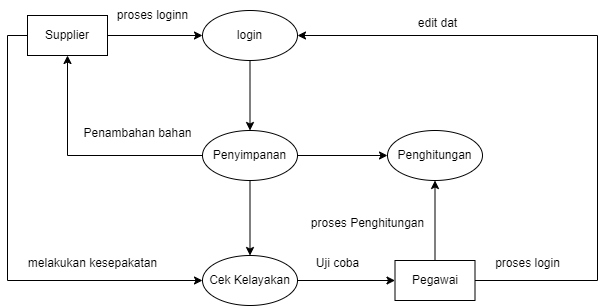 proses loginn
edit dat
Supplier
login
Penambahan bahan
Penyimpanan
Penghitungan
proses Penghitungan
melakukan kesepakatan
Uji coba
proses login
Cek Kelayakan
Pegawai